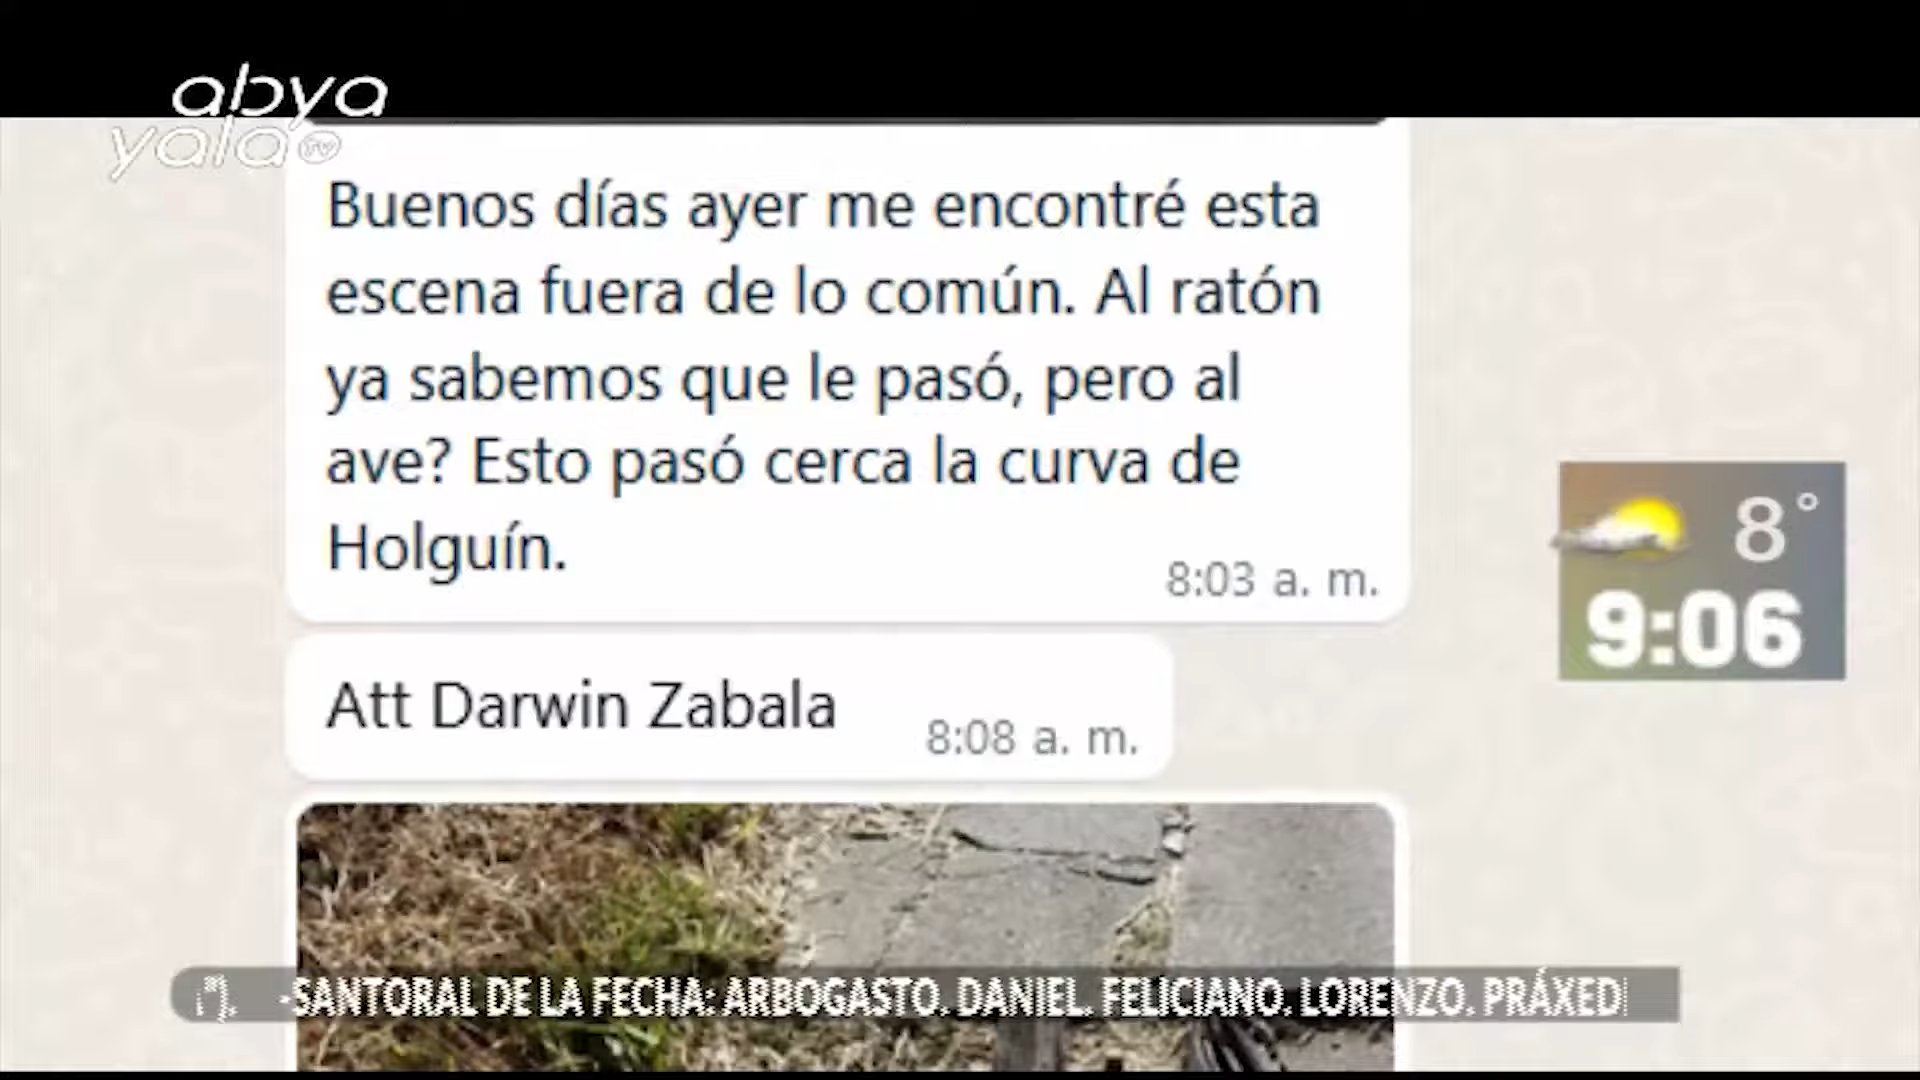 abya
yala TV
Buenos días ayer me encontré esta
escena fuera de lo común. Al ratón
ya sabemos que le pasó, pero al
ave? Esto pasó cerca la curva de
Holguín.
8:03 a. m.
8°
9:06
Att Darwin Zabala
8:08 a. m.
-SANTORAL DE LA FECHA: ARBOGASTO, DANIEL, FELICIANO, LORENZO, PRÁXED